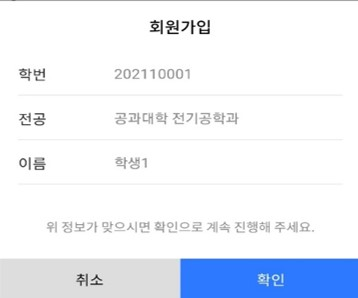 회원가입
학번 202110001
전공 공과대학 전기공학과
이름 학생1
위 정보가 맞으시면 확인으로 계속 진행해 주세요.
취소 확인